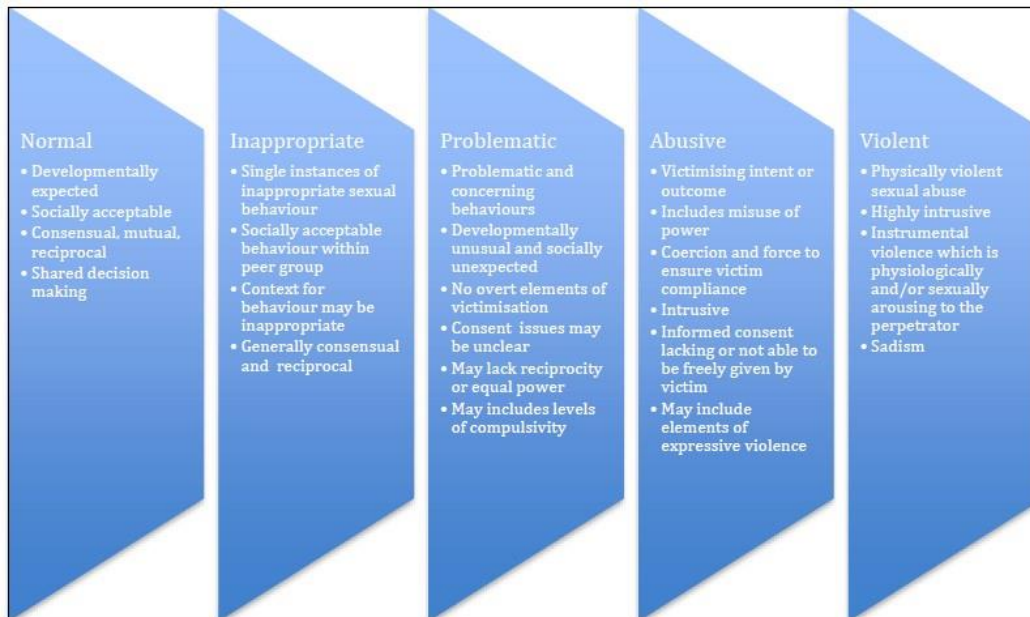 Normal
• Developmentally
expected
• Socially acceptable
• Consensual, mutual,
reciprocal
• Shared decision
making
Inappropriate
• Single instances of
inappropriate sexual
behaviour
• Socially acceptable
behaviour within
peer group
• Context for
behaviour may be
inappropriate
• Generally consensual
and reciprocal
Problematic
• Problematic and
concerning
behaviours
• Developmentally
unusual and socially
unexpected
• No overt elements of
victimisation
• Consent issues may
be unclear
• May lack reciprocity
or equal power
• May includes levels
of compulsivity
Abusive
• Victimising intent or
outcome
• Includes misuse of
power
• Coercion and force to
ensure victim
compliance
• Intrusive
• Informed consent
lacking or not able to
be freely given by
victim
• May include
elements of
expressive violence
Violent
• Physically violent
sexual abuse
• Highly intrusive
• Instrumental
violence which is
physiologically
and/or sexually
arousing to the
perpetrator
• Sadism